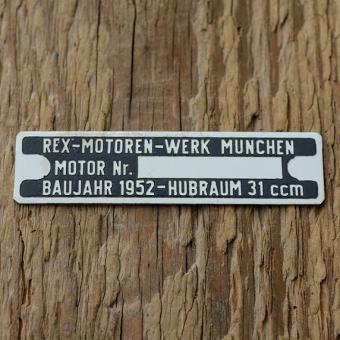 REX-MOTOREN-WERK MUNCHEN
MOTOR Nr.
BAUJAHR 1952-HUBRAUM 31 ccm